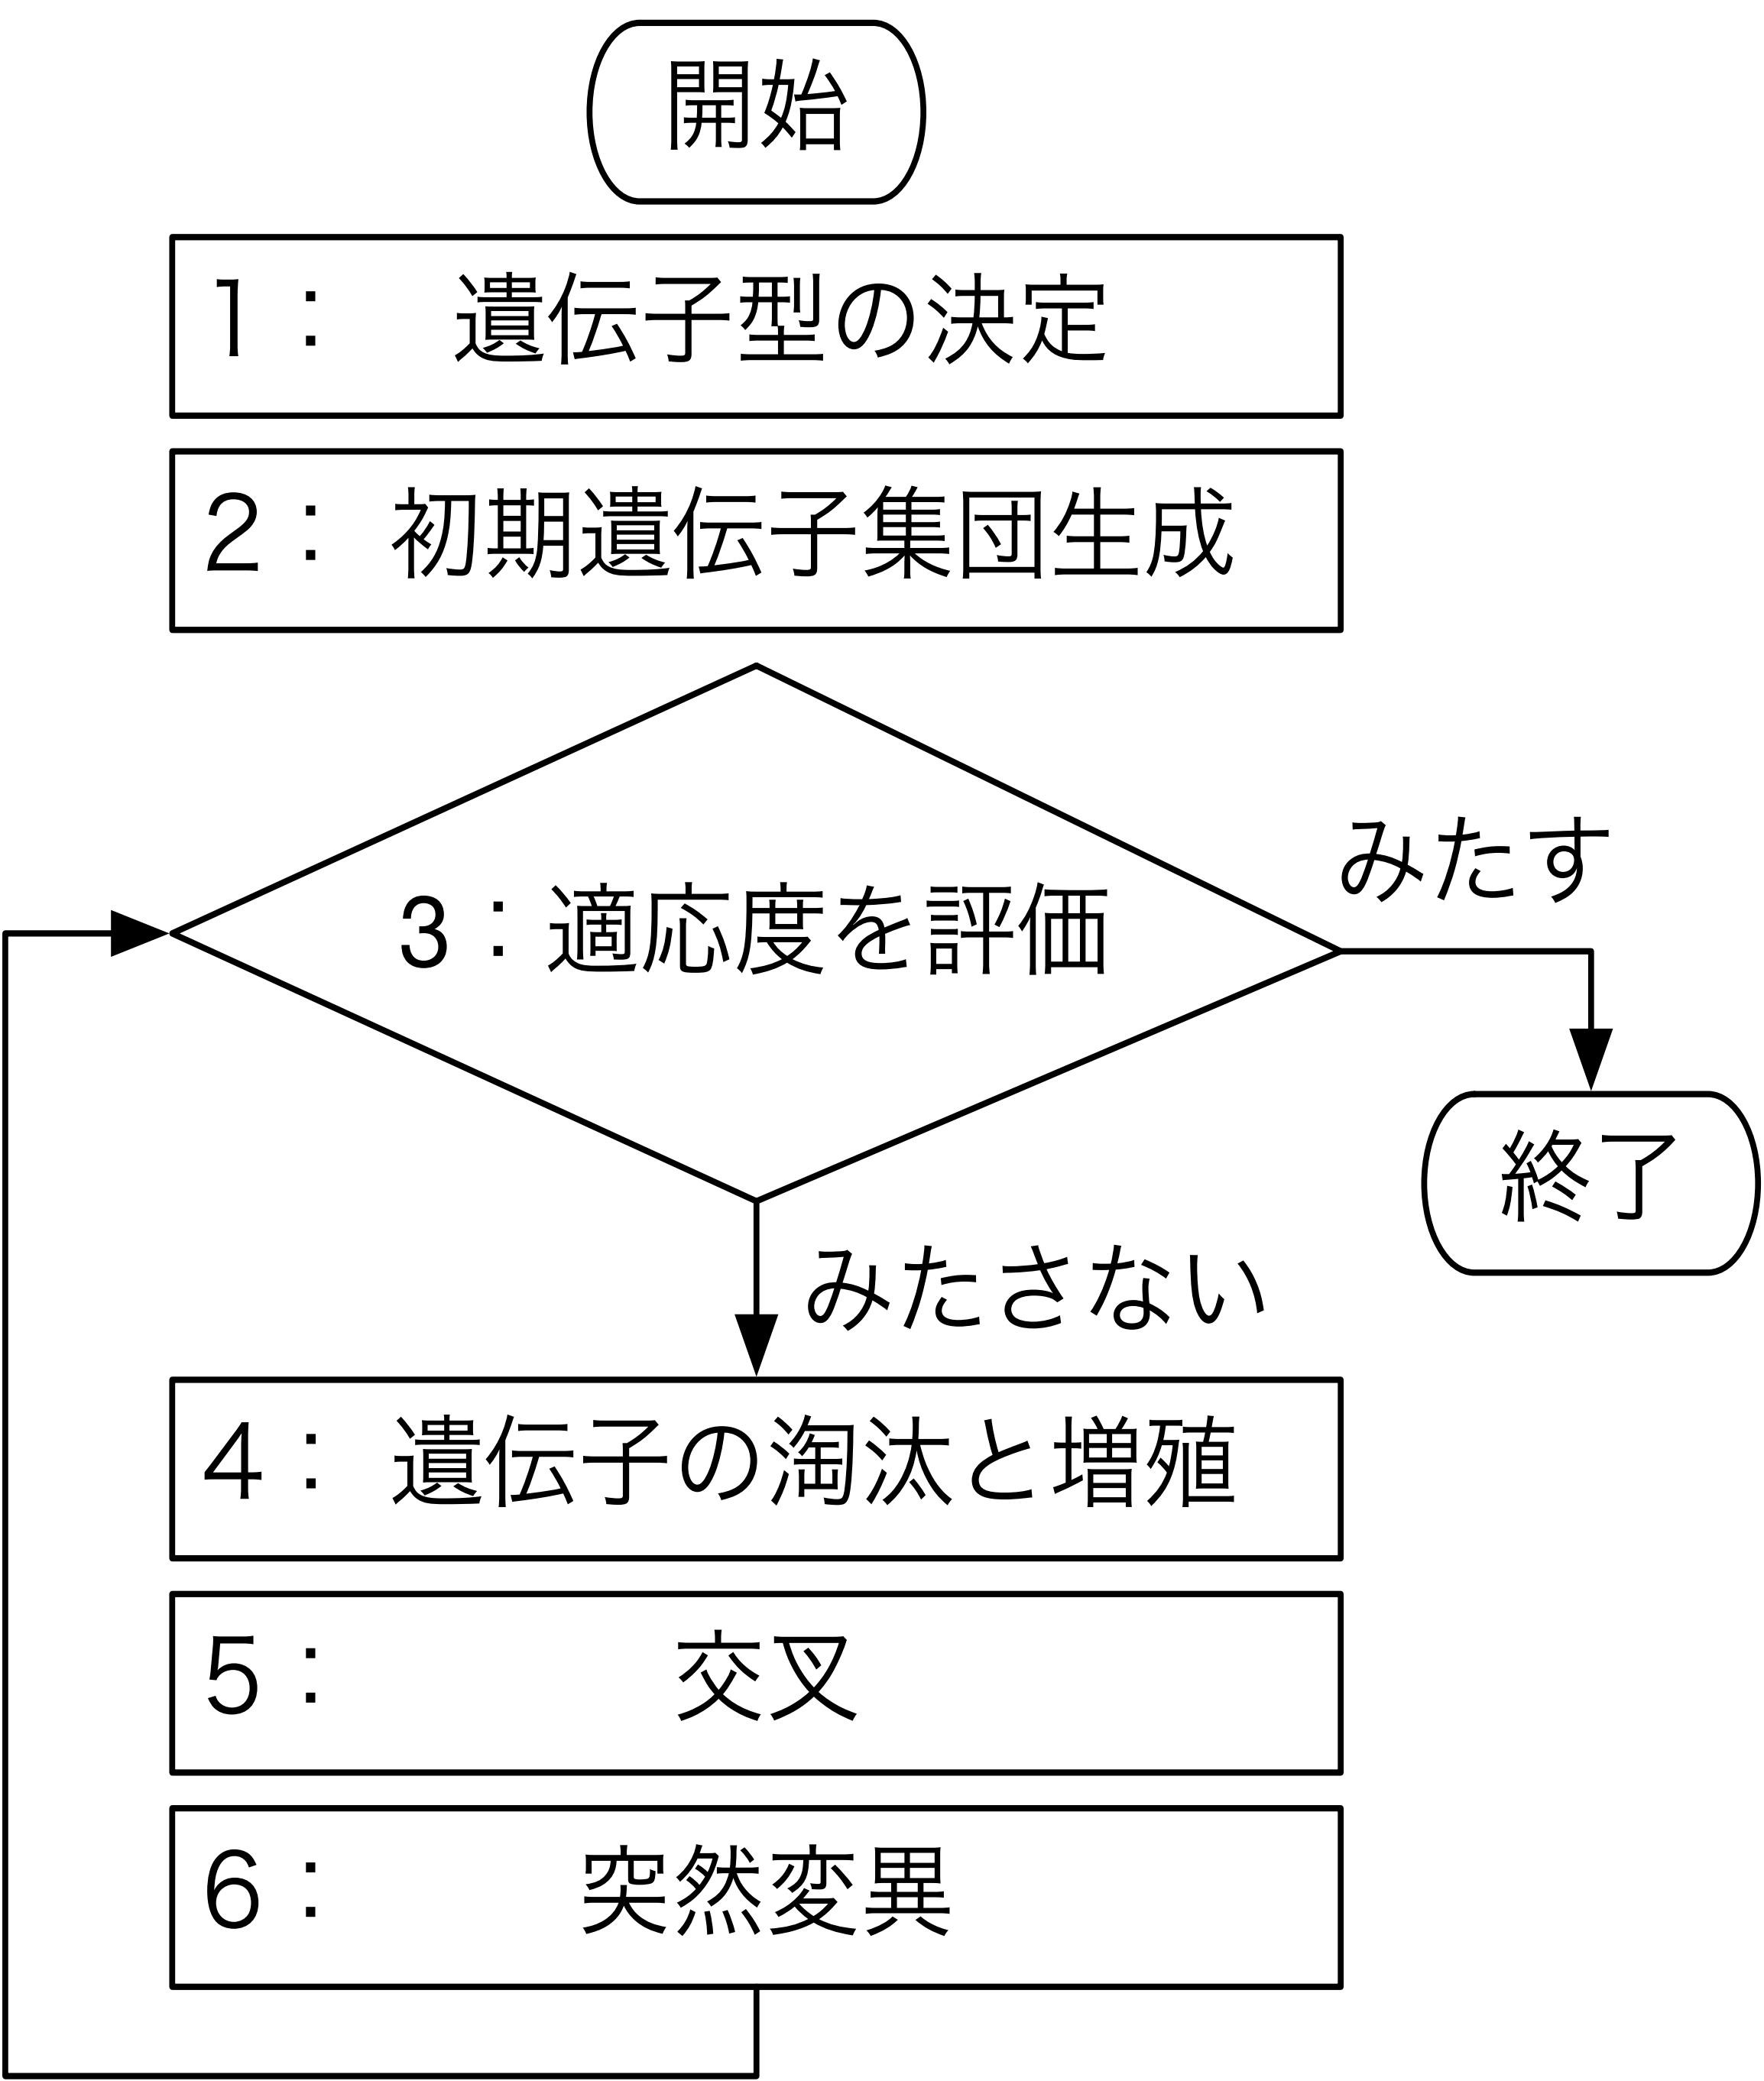 開始
１：　遺伝子型の決定
２：初期遺伝子集団生成
みたす
３：適応度を評価
終了
みたさない
４：遺伝子の淘汰と増殖
５：　　　交叉
６：　　突然変異